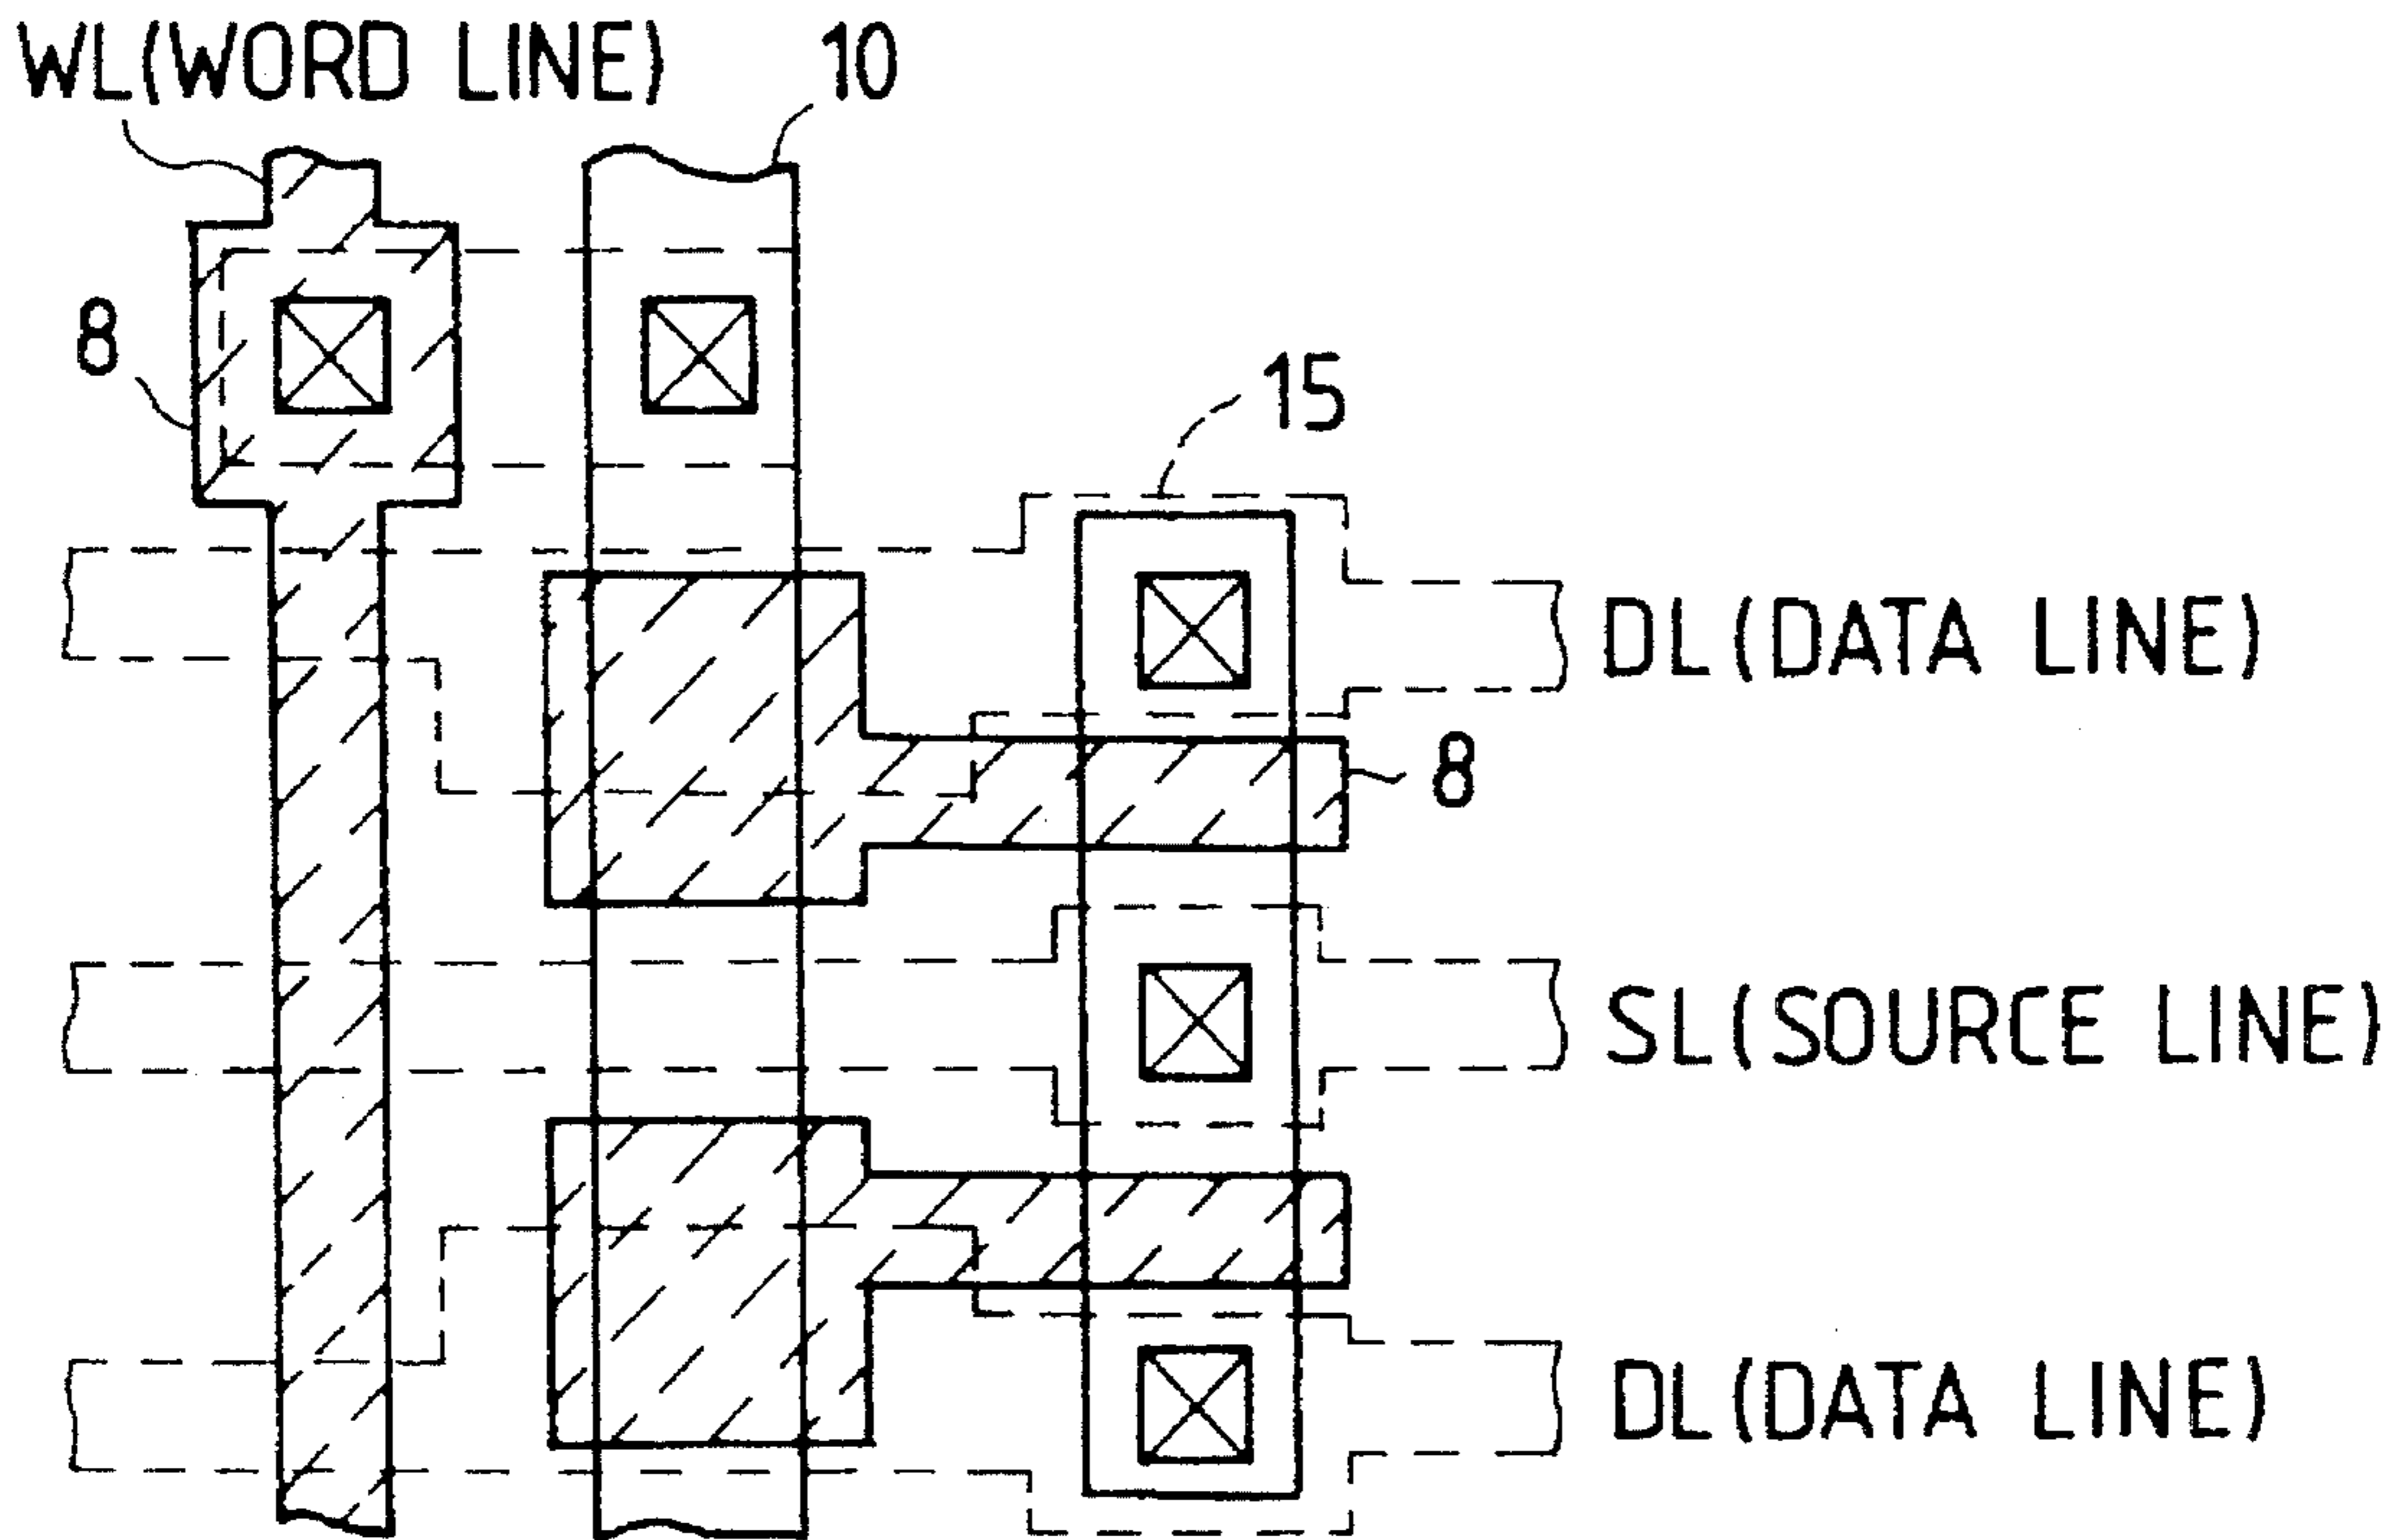 WL(WORD LINE)
10
8
15
DL(DATA LINE)
8
SL(SOURCE LINE)
DL(DATA LINE)